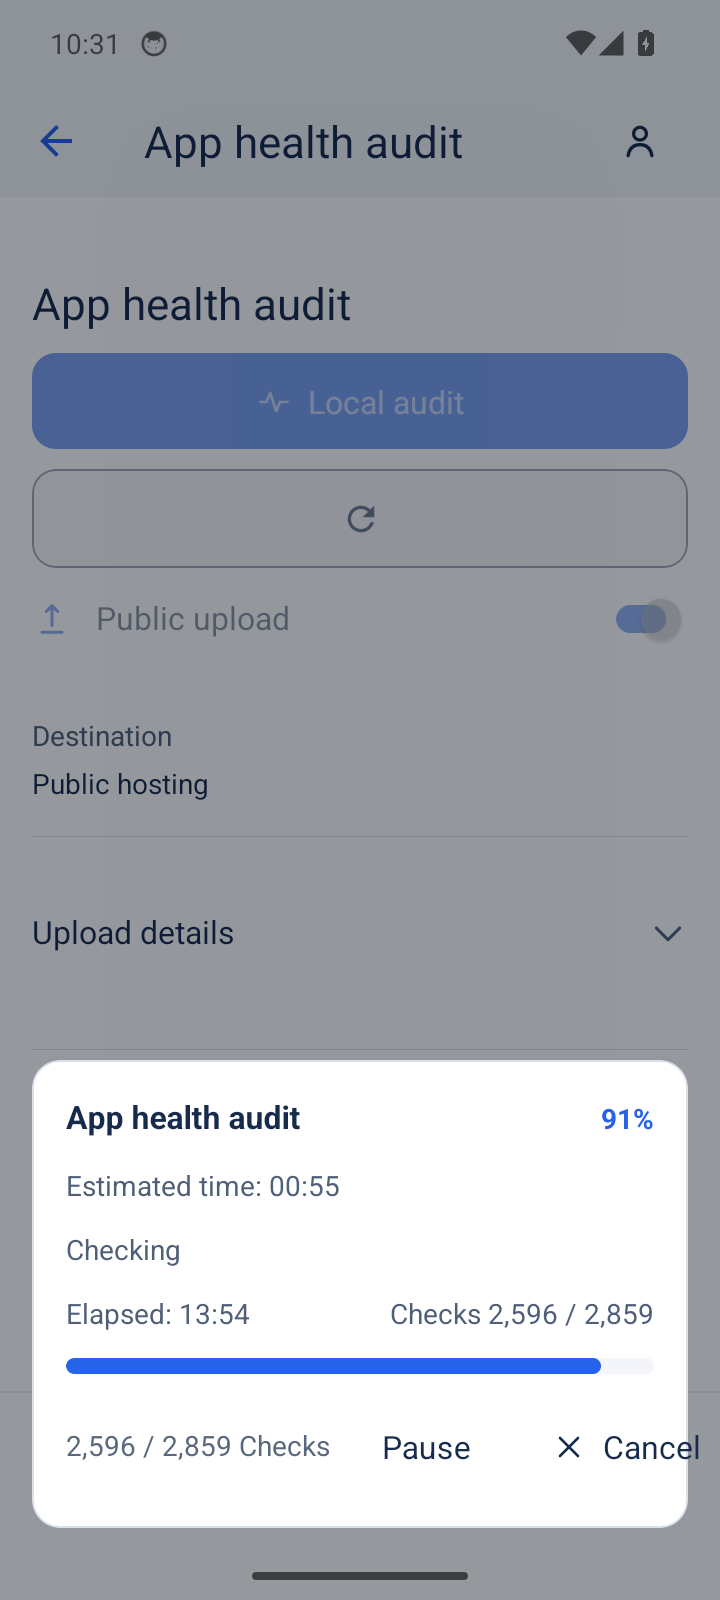 10:31
App health audit
App health audit
Local audit
Public upload
Destination
Public hosting
Upload details
App health audit 91%
Estimated time: 00:55
Checking
Elapsed: 13:54 Checks 2,596 / 2,859
2,596 / 2,859 Checks Pause Cancel